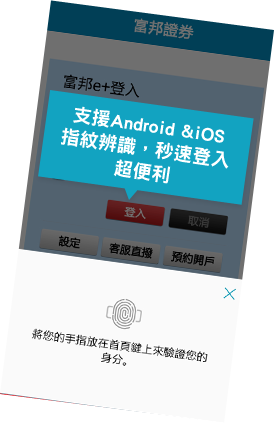 富邦證券
富邦e+登入
支援Android &iOS
指紋辨識，秒速登入
超便利
登入 取消
設定 客服直撥 預約開戶
將您的手指放在首頁鍵上來驗證您的
身分。